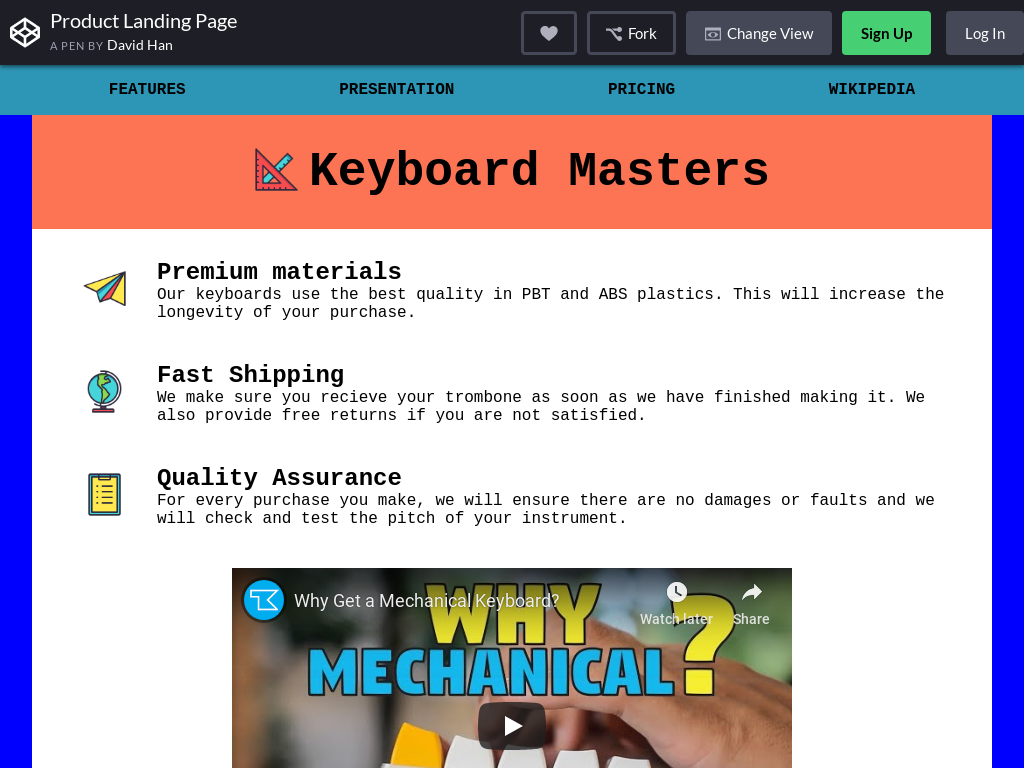 Product Landing Page
A PEN BY David Han
Fork
Change View
Sign Up
Log In
FEATURES PRESENTATION PRICING WIKIPEDIA
Keyboard Masters
Premium materials
Our keyboards use the best quality in PBT and ABS plastics. This will increase the
longevity of your purchase.
Fast Shipping
We make sure you recieve your trombone as soon as we have finished making it. We
also provide free returns if you are not satisfied.
Quality Assurance
For every purchase you make, we will ensure there are no damages or faults and we
will check and test the pitch of your instrument.
Why Get a Mechanical Keyboard?
Watch later
Share
WHY
MECHANICAL?